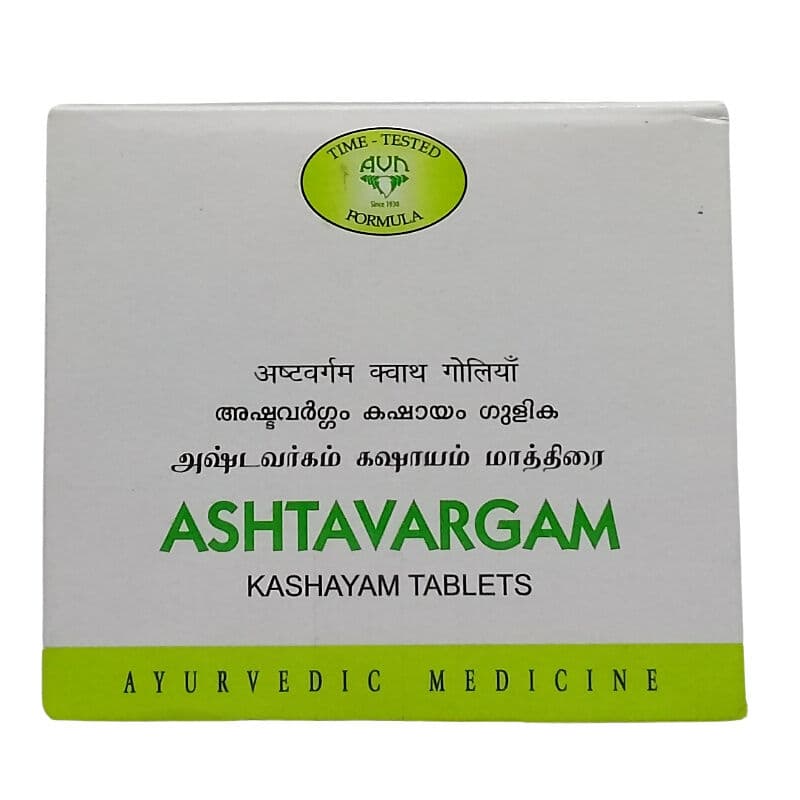 TIME - TESTED
AVN
Since 1930
FORMULA
अष्टवर्गम क्वाथ गोलियाँ
അഷ്ടവർഗ്ഗം കഷായം ഗുളിക
அஷ்டவர்கம் கஷாயம் மாத்திரை
ASHTAVARGAM
KASHAYAM TABLETS
AYURVEDIC MEDICINE